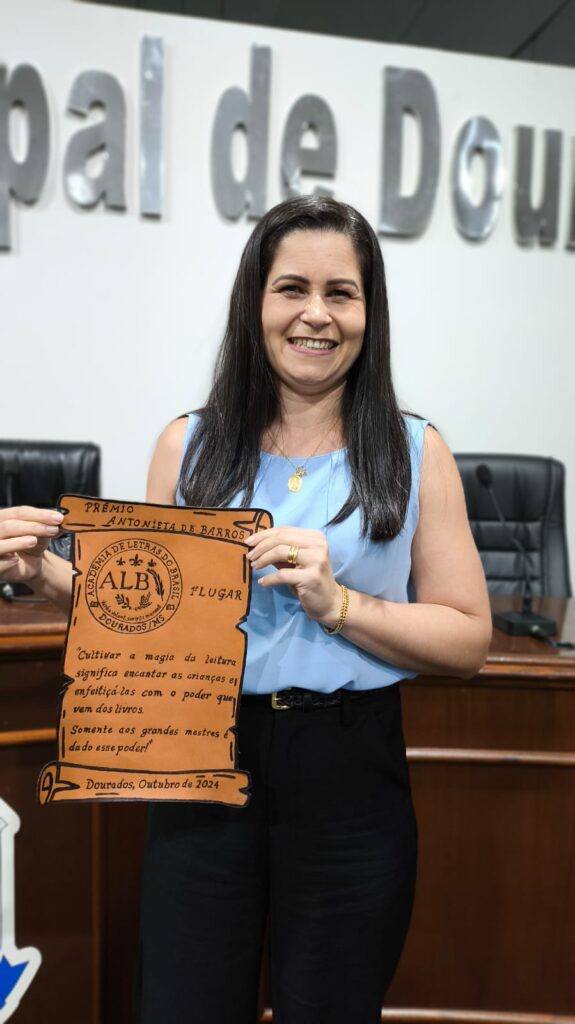 pal de Dou
PRÊMIO
ANTONIETA DE BARROS
ACADEMIA DE LETRAS DO BRASIL
ALB
DOURADOS/MS
1º LUGAR
"Cultivar a magia da leitura
significa encantar as crianças e
enfeitiçá-las com o poder que
vem dos livros.
Somente aos grandes mestres é
dado esse poder!"
Dourados, Outubro de 2024